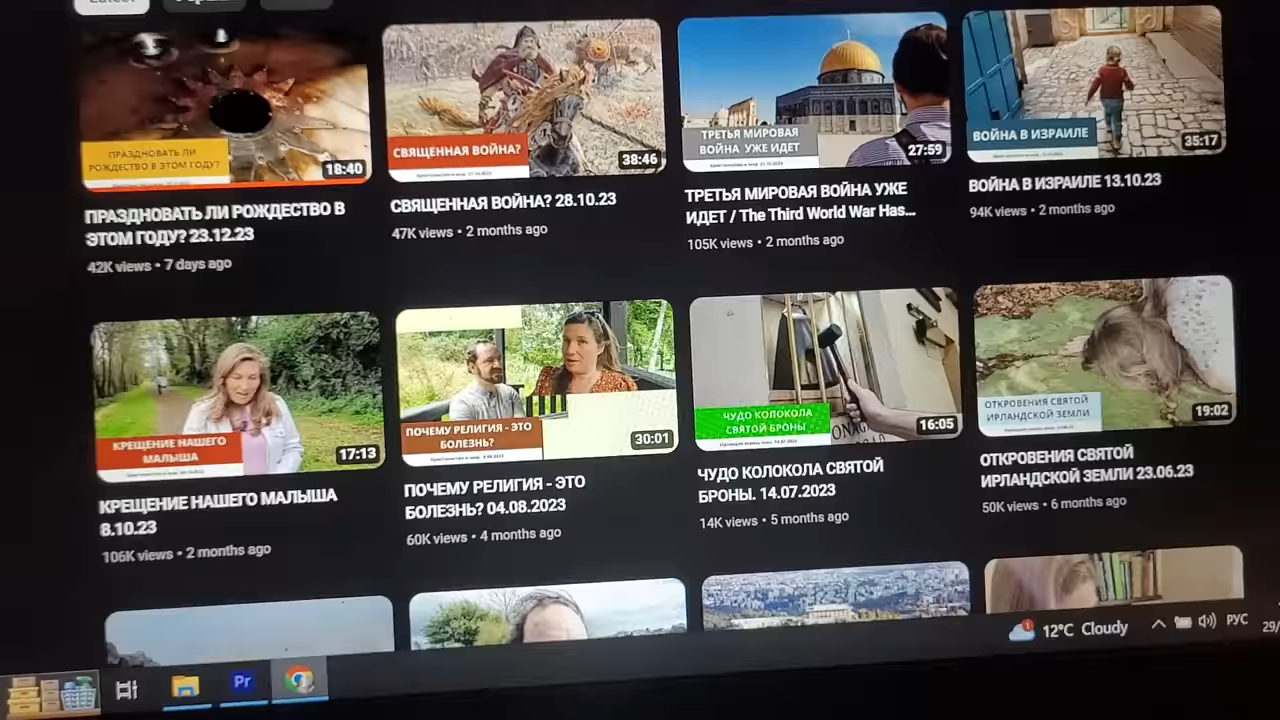 Latest
ПРАЗДНОВАТЬ ЛИ
РОЖДЕСТВО В ЭТОМ ГОДУ?
18:40
СВЯЩЕННАЯ ВОЙНА?
38:46
ТРЕТЬЯ МИРОВАЯ
ВОЙНА УЖЕ ИДЕТ
27:59
ВОЙНА В ИЗРАИЛЕ
35:17
ПРАЗДНОВАТЬ ЛИ РОЖДЕСТВО В
ЭТОМ ГОДУ? 23.12.23
42K views • 7 days ago
СВЯЩЕННАЯ ВОЙНА? 28.10.23
47K views • 2 months ago
ТРЕТЬЯ МИРОВАЯ ВОЙНА УЖЕ
ИДЕТ / The Third World War Has...
105K views • 2 months ago
ВОЙНА В ИЗРАИЛЕ 13.10.23
94K views • 2 months ago
КРЕЩЕНИЕ НАШЕГО
МАЛЫША
17:13
ПОЧЕМУ РЕЛИГИЯ - ЭТО
БОЛЕЗНЬ?
30:01
ЧУДО КОЛОКОЛА
СВЯТОЙ БРОНЫ
16:05
ОТКРОВЕНИЯ СВЯТОЙ
ИРЛАНДСКОЙ ЗЕМЛИ
19:02
КРЕЩЕНИЕ НАШЕГО МАЛЫША
8.10.23
106K views • 2 months ago
ПОЧЕМУ РЕЛИГИЯ - ЭТО
БОЛЕЗНЬ? 04.08.2023
60K views • 4 months ago
ЧУДО КОЛОКОЛА СВЯТОЙ
БРОНЫ. 14.07.2023
14K views • 5 months ago
ОТКРОВЕНИЯ СВЯТОЙ
ИРЛАНДСКОЙ ЗЕМЛИ 23.06.23
50K views • 6 months ago
1
12°C Cloudy
РУС
29/
Pr